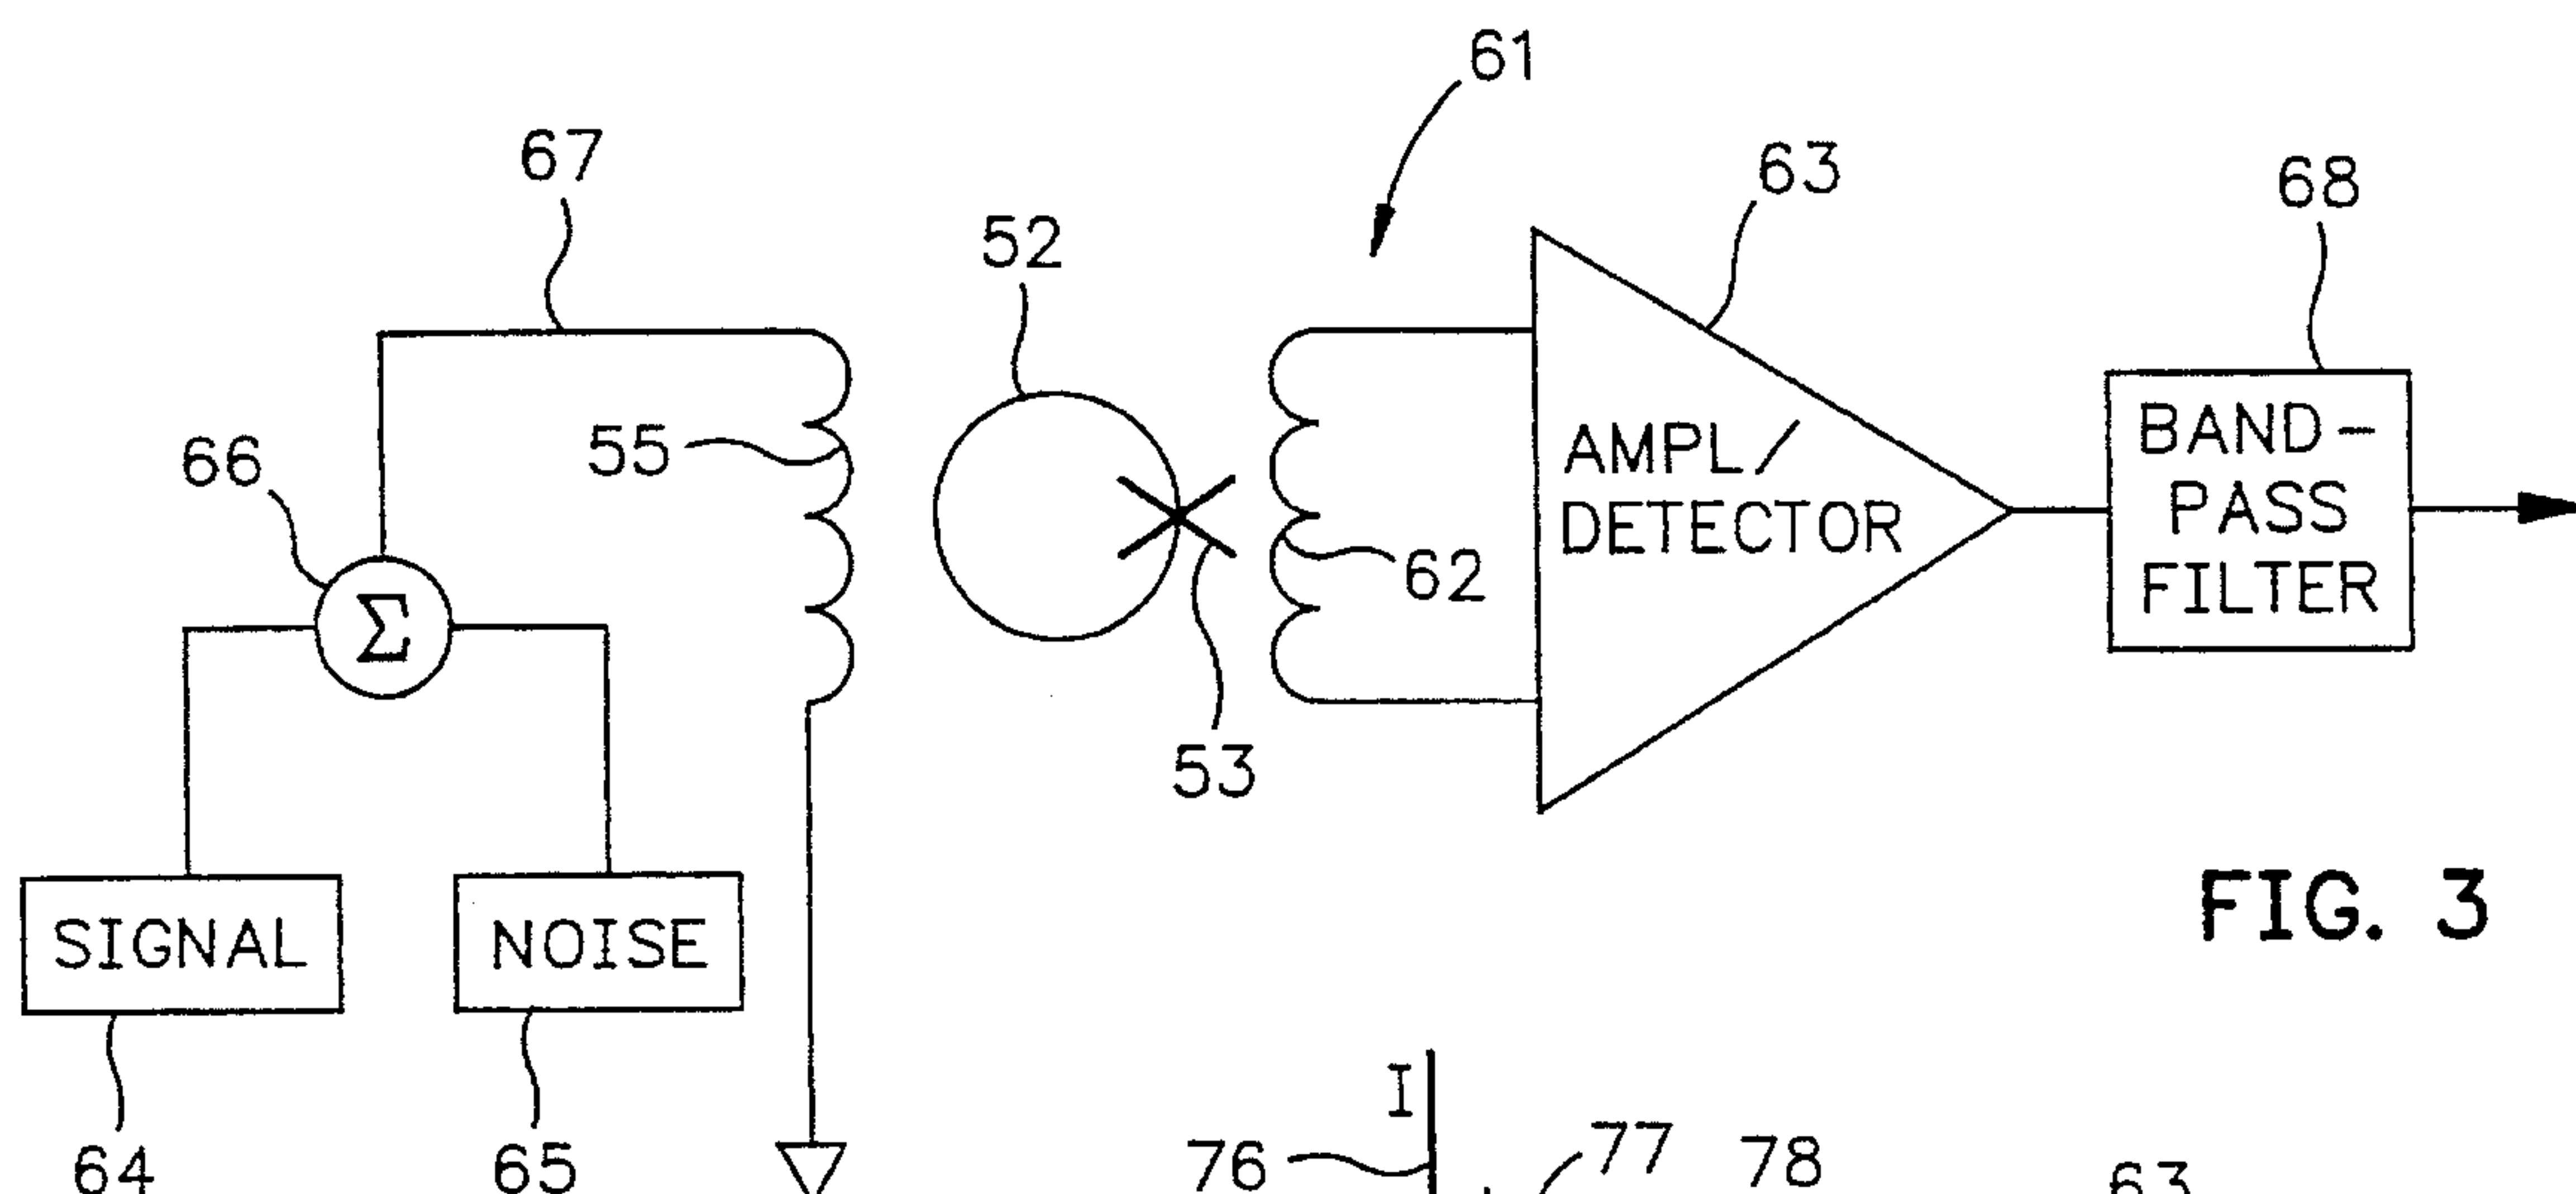 61
67
63
68
52
66
55
AMPL/
DETECTOR
BAND-
PASS
FILTER
Σ
62
53
SIGNAL
NOISE
FIG. 3
64
65
I
76
77
78
63